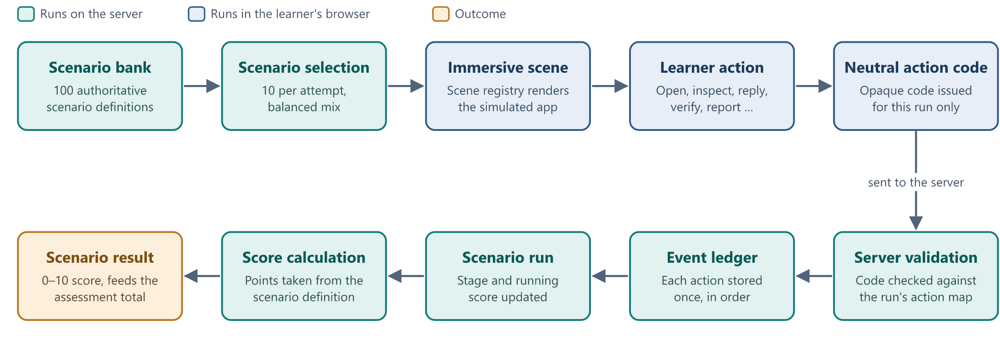 Runs on the server
Runs in the learner's browser
Outcome
Scenario bank
100 authoritative
scenario definitions
Scenario selection
10 per attempt,
balanced mix
Immersive scene
Scene registry renders
the simulated app
Learner action
Open, inspect, reply,
verify, report ...
Neutral action code
Opaque code issued
for this run only
sent to the server
Scenario result
0–10 score, feeds the
assessment total
Score calculation
Points taken from the
scenario definition
Scenario run
Stage and running
score updated
Event ledger
Each action stored
once, in order
Server validation
Code checked against
the run's action map